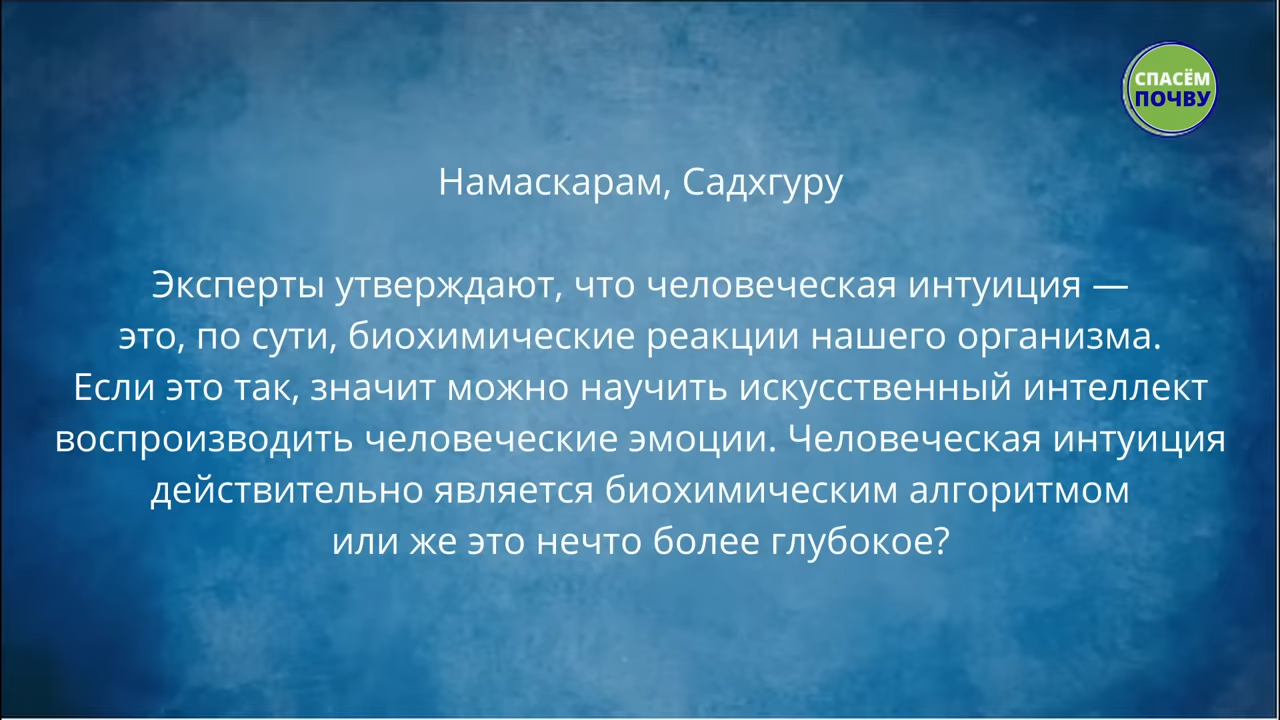 СПАСЁМ
ПОЧВУ
Намаскарам, Садхгуру
Эксперты утверждают, что человеческая интуиция —
это, по сути, биохимические реакции нашего организма.
Если это так, значит можно научить искусственный интеллект
воспроизводить человеческие эмоции. Человеческая интуиция
действительно является биохимическим алгоритмом
или же это нечто более глубокое?